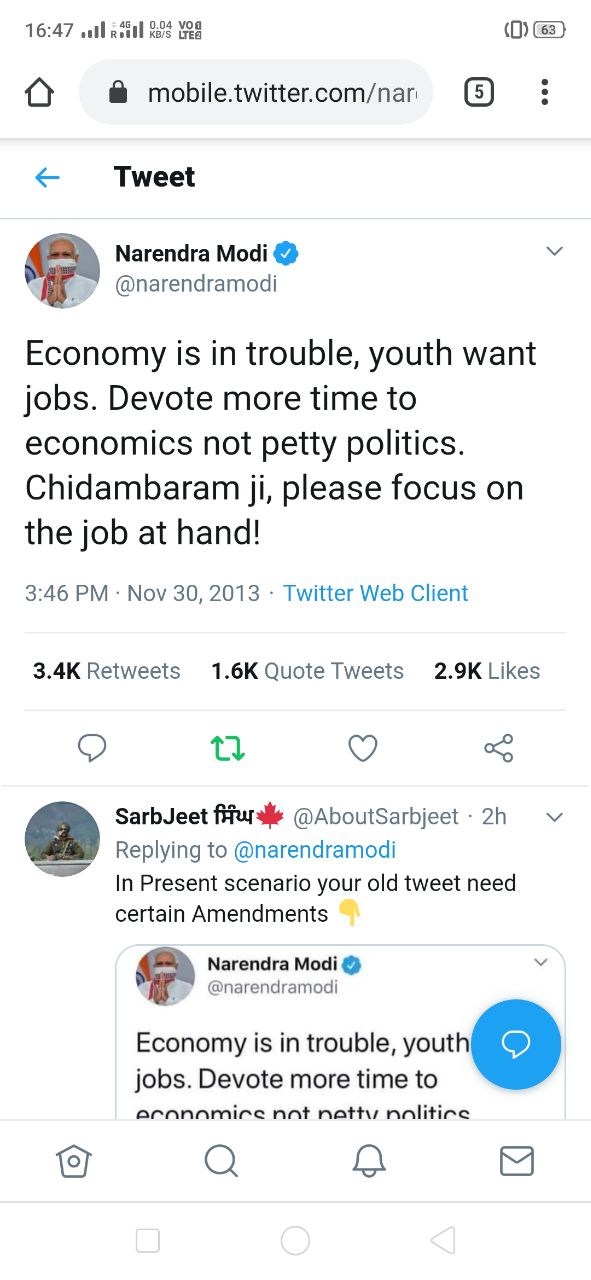 16:47 R 4G 0.04 KB/S VO LTE 2 63
5
mobile.twitter.com/nar
Tweet
Narendra Modi
@narendramodi
Economy is in trouble, youth want
jobs. Devote more time to
economics not petty politics.
Chidambaram ji, please focus on
the job at hand!
3:46 PM · Nov 30, 2013 · Twitter Web Client
3.4K Retweets 1.6K Quote Tweets 2.9K Likes
SarbJeet ਸਿੰਘ🍁 @AboutSarbjeet · 2h
Replying to @narendramodi
In Present scenario your old tweet need
certain Amendments 👇
Narendra Modi
@narendramodi
Economy is in trouble, youth
jobs. Devote more time to
economics not petty politics